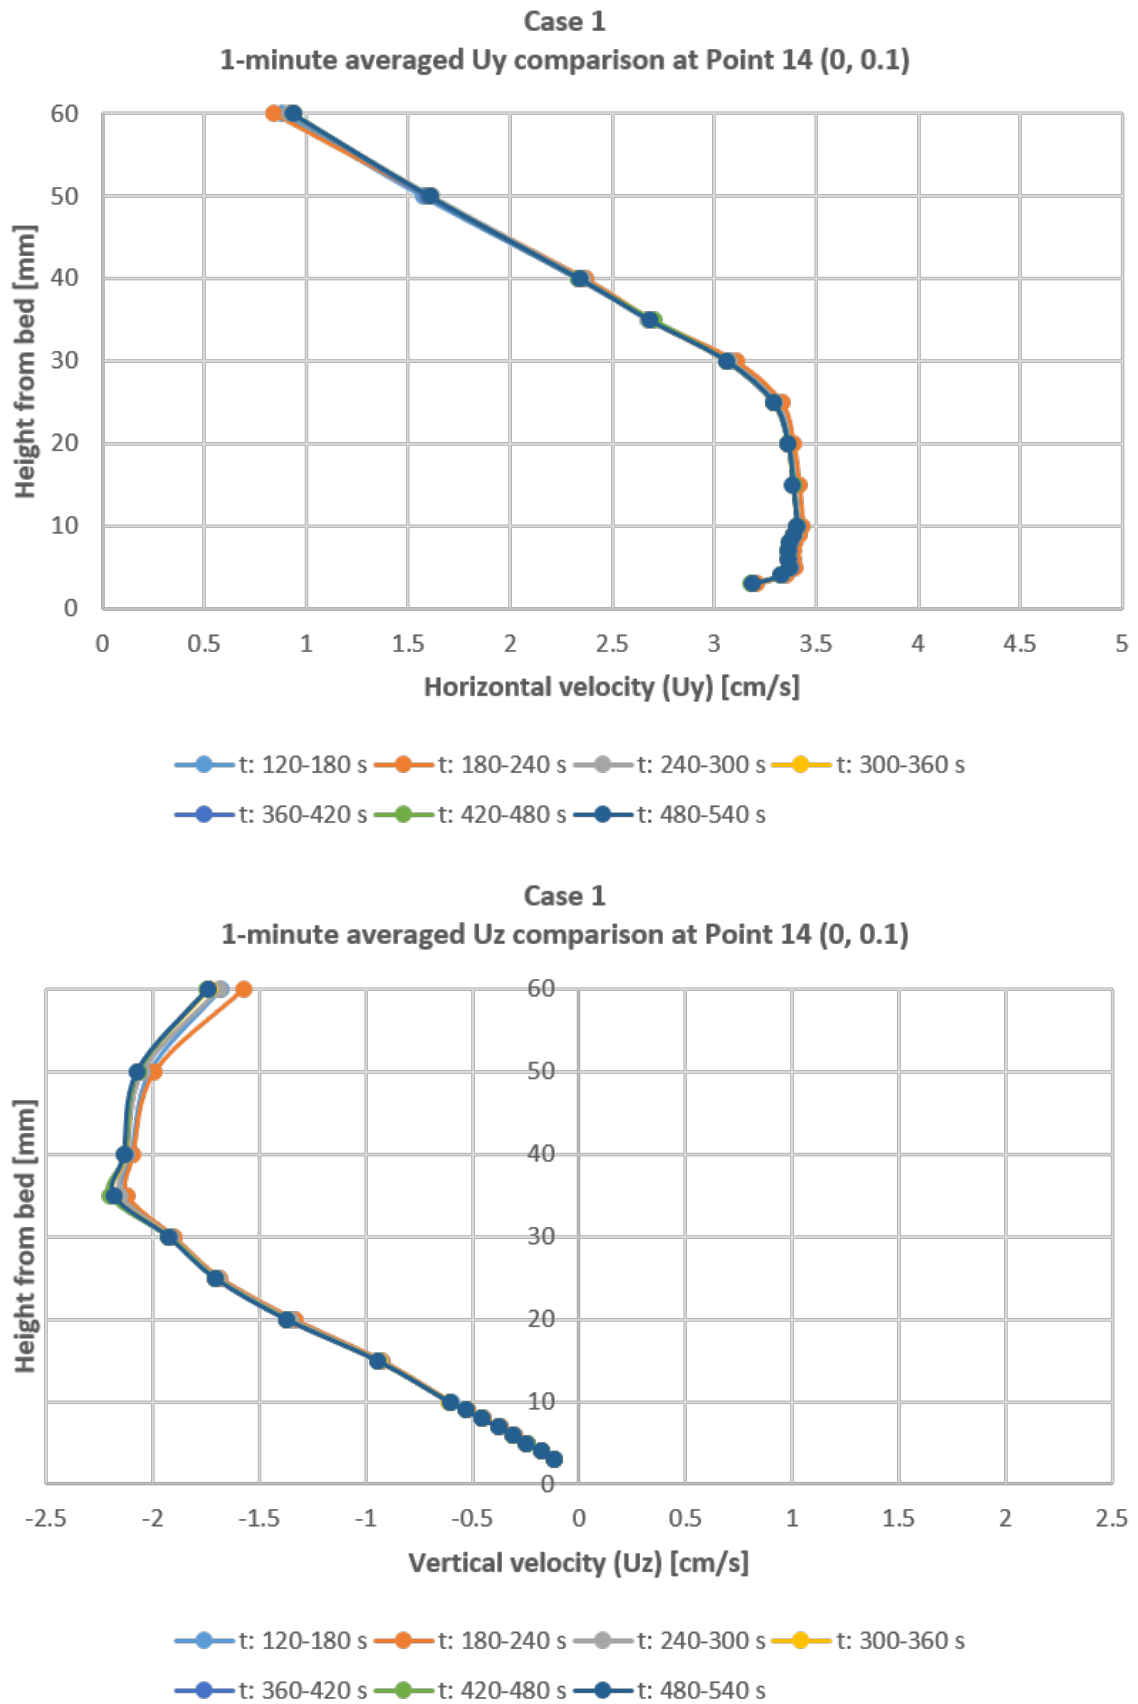 Case 1
1-minute averaged Uy comparison at Point 14 (0, 0.1)
60
50
40
30
20
10
0
Height from bed [mm]
0 0.5 1 1.5 2 2.5 3 3.5 4 4.5 5
Horizontal velocity (Uy) [cm/s]
t: 120-180 s t: 180-240 s t: 240-300 s t: 300-360 s
t: 360-420 s t: 420-480 s t: 480-540 s
Case 1
1-minute averaged Uz comparison at Point 14 (0, 0.1)
60
50
40
30
20
10
0
Height from bed [mm]
-2.5 -2 -1.5 -1 -0.5 0 0.5 1 1.5 2 2.5
Vertical velocity (Uz) [cm/s]
t: 120-180 s t: 180-240 s t: 240-300 s t: 300-360 s
t: 360-420 s t: 420-480 s t: 480-540 s